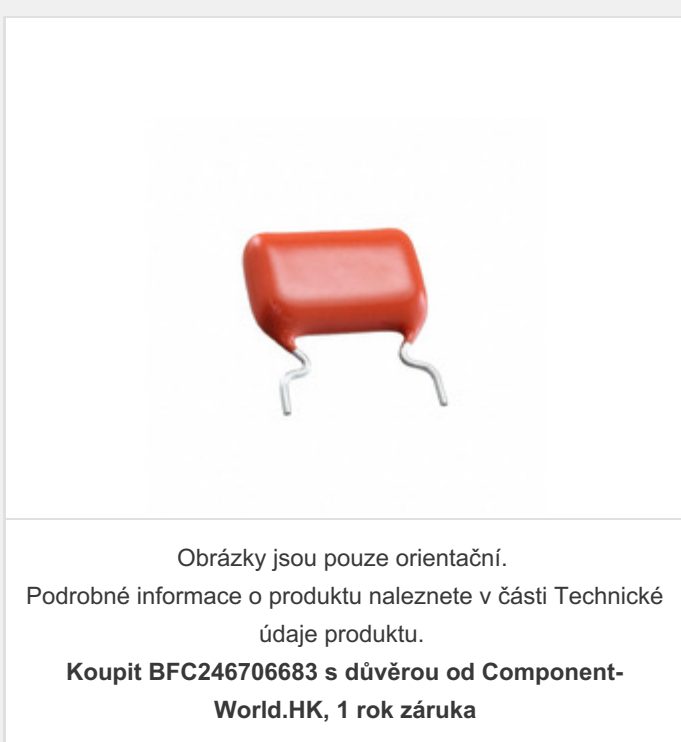 Obrázky jsou pouze orientační.
Podrobné informace o produktu naleznete v části Technické
údaje produktu.
Koupit BFC246706683 s důvěrou od Component-
World.HK, 1 rok záruka